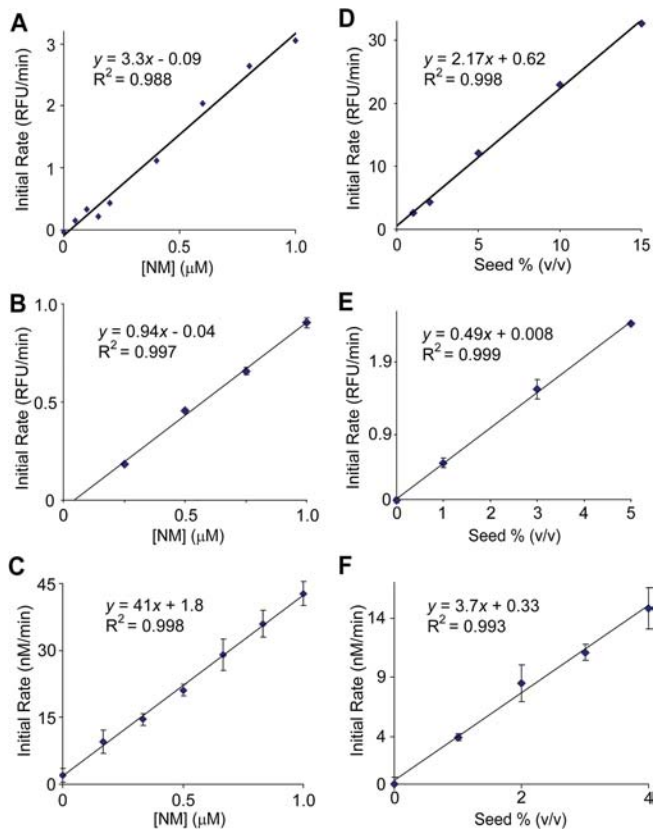 A
y = 3.3x - 0.09
R² = 0.988
Initial Rate (RFU/min)
3
2
1
0
0.5
1.0
[NM] (μM)
D
y = 2.17x + 0.62
R² = 0.998
Initial Rate (RFU/min)
30
20
10
0
0
5
10
15
Seed % (v/v)
B
y = 0.94x - 0.04
R² = 0.997
Initial Rate (RFU/min)
1.0
0.5
0
0
0.5
1.0
[NM] (μM)
E
y = 0.49x + 0.008
R² = 0.999
Initial Rate (RFU/min)
1.9
0.9
0
0
1
2
3
4
5
Seed % (v/v)
C
y = 41x + 1.8
R² = 0.998
Initial Rate (nM/min)
45
30
15
0
0
0.5
1.0
[NM] (μM)
F
y = 3.7x + 0.33
R² = 0.993
Initial Rate (nM/min)
14
9
4
0
0
2
4
Seed % (v/v)